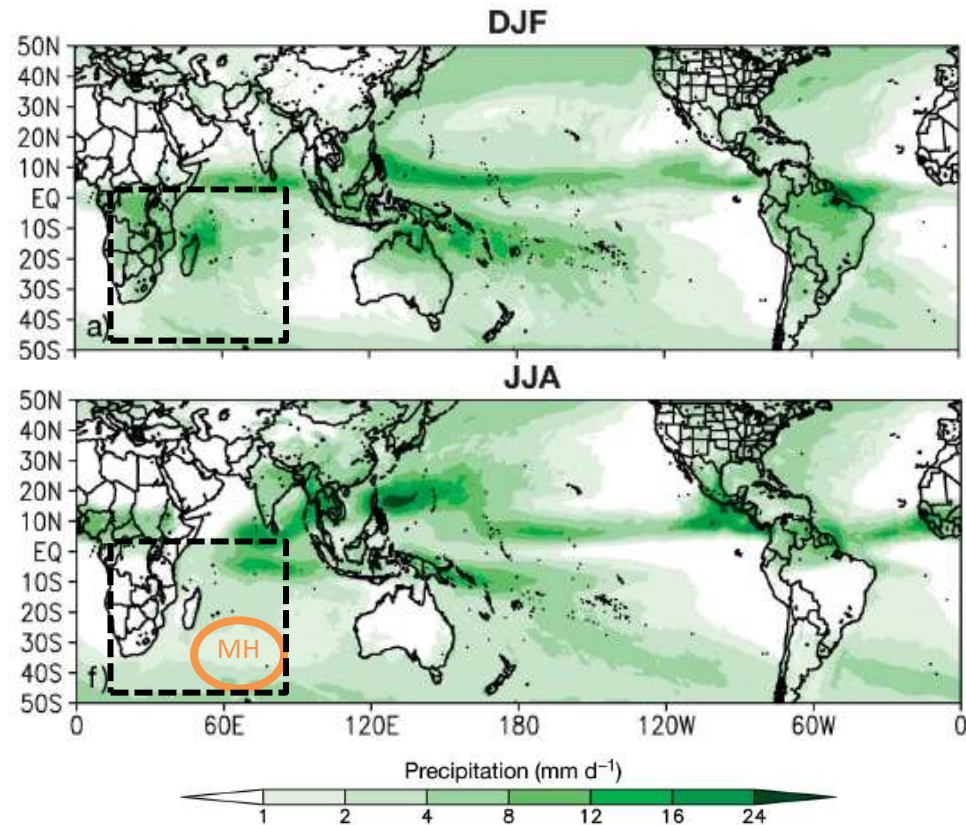 DJF
50N
40N
30N
20N
10N
EQ
10S
20S
30S
40S
50S
a)
JJA
50N
40N
30N
20N
10N
EQ
10S
20S
30S
40S
50S
MH
f)
0 60E 120E 180 120W 60W 0
Precipitation (mm d⁻¹)
1 2 4 8 12 16 24